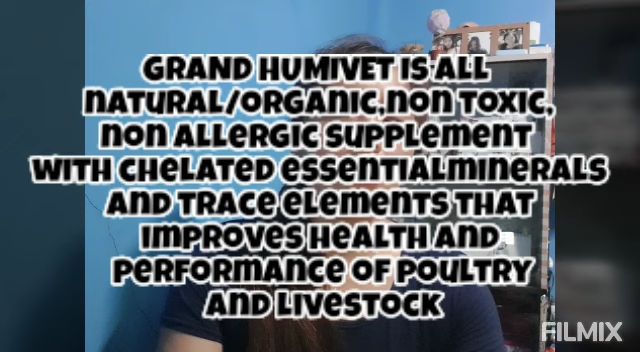 GRAND HUMIVET IS ALL
NATURAL/ORGANIC,NON TOXIC,
NON ALLERGIC SUPPLEMENT
WITH CHELATED ESSENTIALMINERALS
AND TRACE ELEMENTS THAT
IMPROVES HEALTH AND
PERFORMANCE OF POULTRY
AND LIVESTOCK
FILMIX